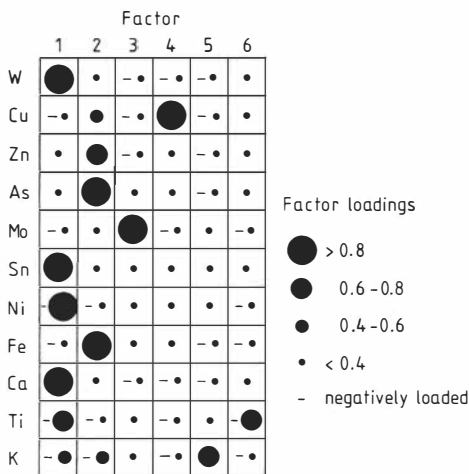 Factor
1 2 3 4 5 6
W
Cu
Zn
As
Mo
Sn
Ni
Fe
Ca
Ti
K
Factor loadings
> 0.8
0.6 - 0.8
0.4 - 0.6
< 0.4
- negatively loaded